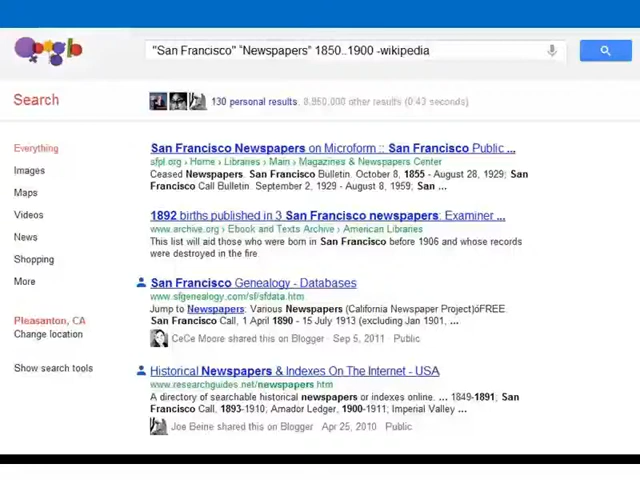 "San Francisco" "Newspapers" 1850..1900 -wikipedia
Search
130 personal results. 8,950,000 other results (0.43 seconds)
Everything
Images
Maps
Videos
News
Shopping
More
Pleasanton, CA
Change location
Show search tools
San Francisco Newspapers on Microform :: San Francisco Public ...
sfpl.org › Home › Libraries › Main › Magazines & Newspapers Center
Ceased Newspapers. San Francisco Bulletin. October 8, 1855 - August 28, 1929; San
Francisco Call Bulletin. September 2, 1929 - August 8, 1959; San ...
1892 births published in 3 San Francisco newspapers: Examiner ...
www.archive.org › Ebook and Texts Archive › American Libraries
This list will aid those who were born in San Francisco before 1906 and whose records
were destroyed in the fire
San Francisco Genealogy - Databases
www.sfgenealogy.com/sf/sfdata.htm
Jump to Newspapers: Various Newspapers (California Newspaper Project)óFREE.
San Francisco Call, 1 April 1890 - 15 July 1913 (excluding Jan 1901, ...
CeCe Moore shared this on Blogger · Sep 5, 2011 · Public
Historical Newspapers & Indexes On The Internet - USA
www.researchguides.net/newspapers.htm
A directory of searchable historical newspapers or indexes online. ... 1849-1891; San
Francisco Call, 1893-1910; Amador Ledger, 1900-1911; Imperial Valley ...
Joe Beine shared this on Blogger · Apr 25, 2010 · Public